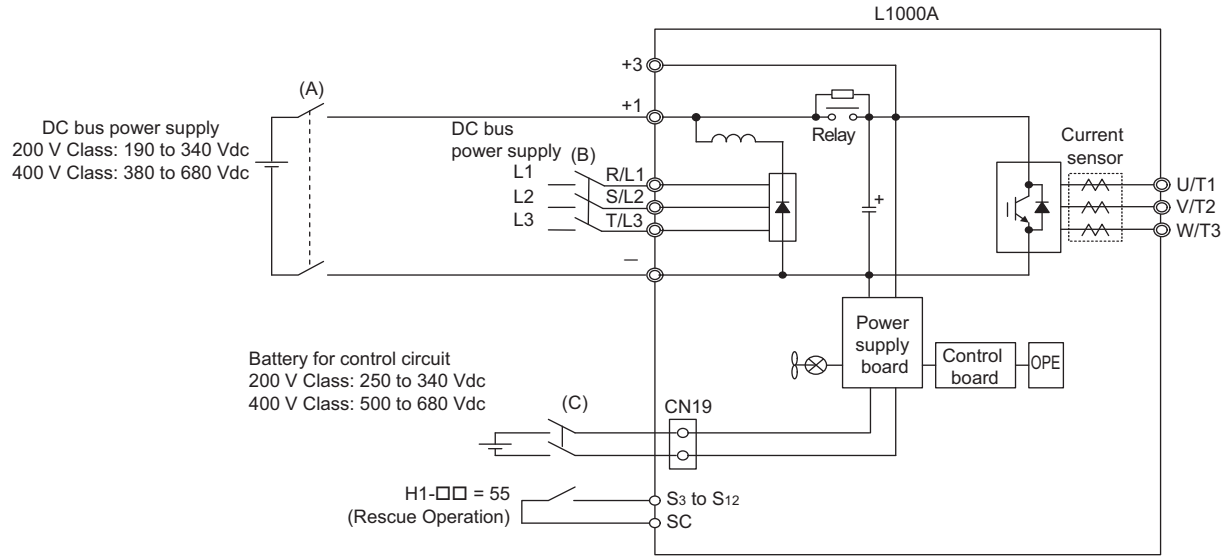 L1000A
+3
(A)
+1
DC bus power supply
200 V Class: 190 to 340 Vdc
400 V Class: 380 to 680 Vdc
DC bus
power supply
(B)
Relay
Current
sensor
L1
R/L1
L2
S/L2
L3
T/L3
+
U/T1
V/T2
W/T3
–
Power
supply
board
Control
board
OPE
Battery for control circuit
200 V Class: 250 to 340 Vdc
400 V Class: 500 to 680 Vdc
(C)
CN19
H1-□□ = 55
(Rescue Operation)
S3 to S12
SC